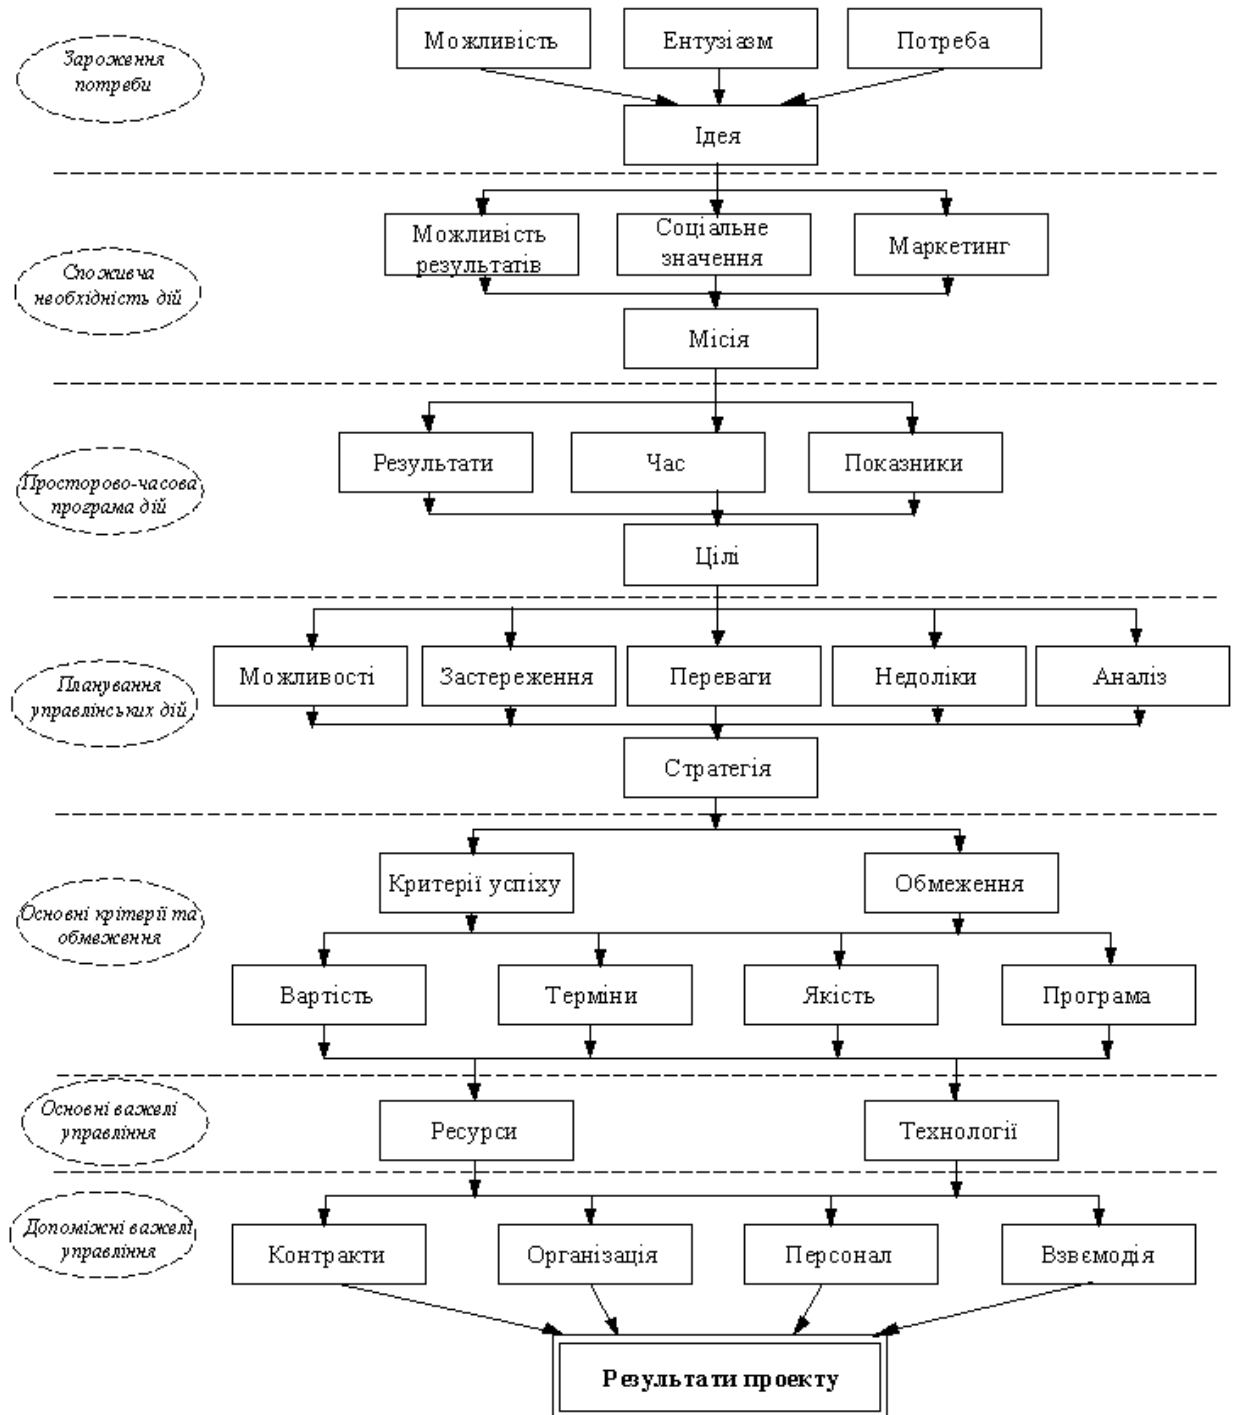 Можливість
Ентузіазм
Потреба
Зароження
потреби
Ідея
Можливість
результатів
Соціальне
значення
Маркетинг
Споживча
необхідність дій
Місія
Результати
Час
Показники
Просторово-часова
програма дій
Цілі
Можливості
Застереження
Переваги
Недоліки
Аналіз
Планування
управлінських дій
Стратегія
Критерії успіху
Обмеження
Основні крітерії та
обмеження
Вартість
Терміни
Якість
Програма
Основні важелі
управління
Ресурси
Технології
Допоміжні важелі
управління
Контракти
Організація
Персонал
Взвємодія
Результати проекту